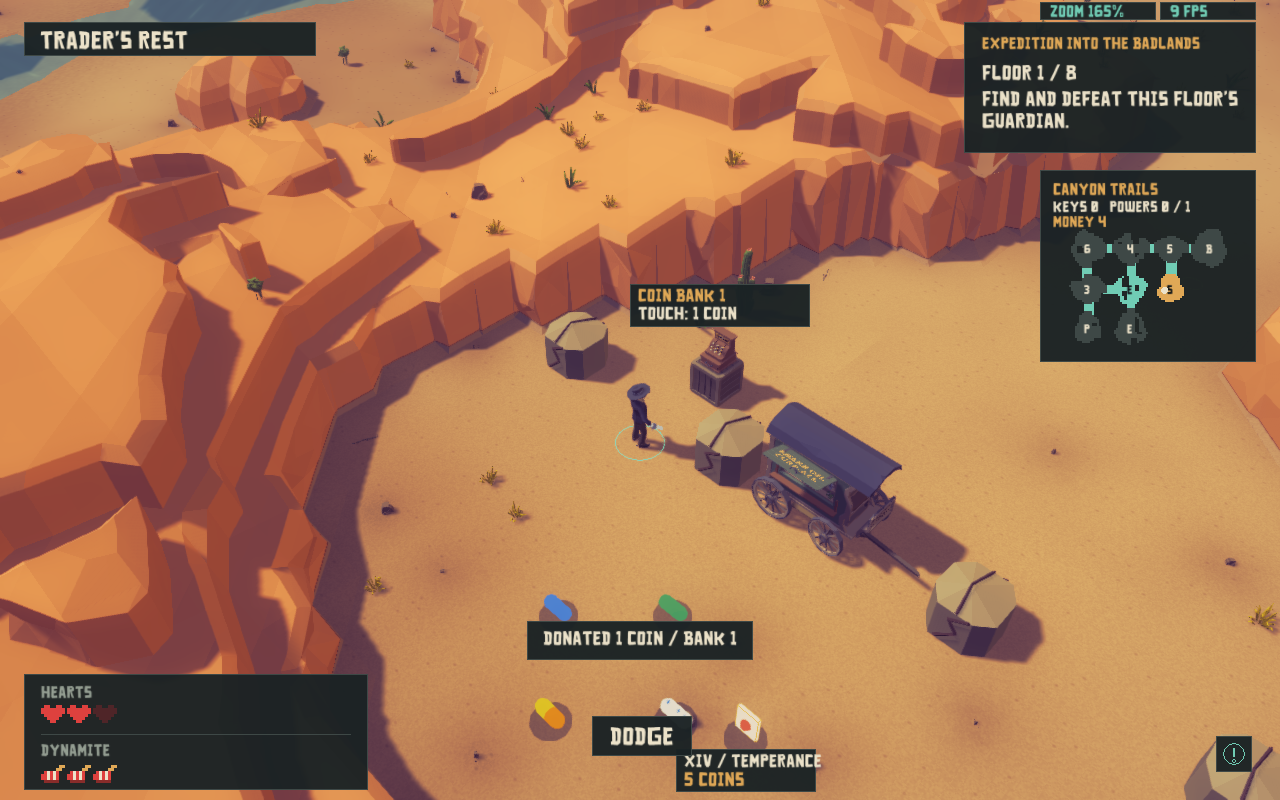 TRADER'S REST
ZOOM 165%
9 FPS
EXPEDITION INTO THE BADLANDS
FLOOR 1 / 8
FIND AND DEFEAT THIS FLOOR'S
GUARDIAN.
CANYON TRAILS
KEYS 0 POWERS 0 / 1
MONEY 4
6 4 5 B
3 S
P E
COIN BANK 1
TOUCH: 1 COIN
DONATED 1 COIN / BANK 1
DODGE
XIV / TEMPERANCE
5 COINS
HEARTS
DYNAMITE